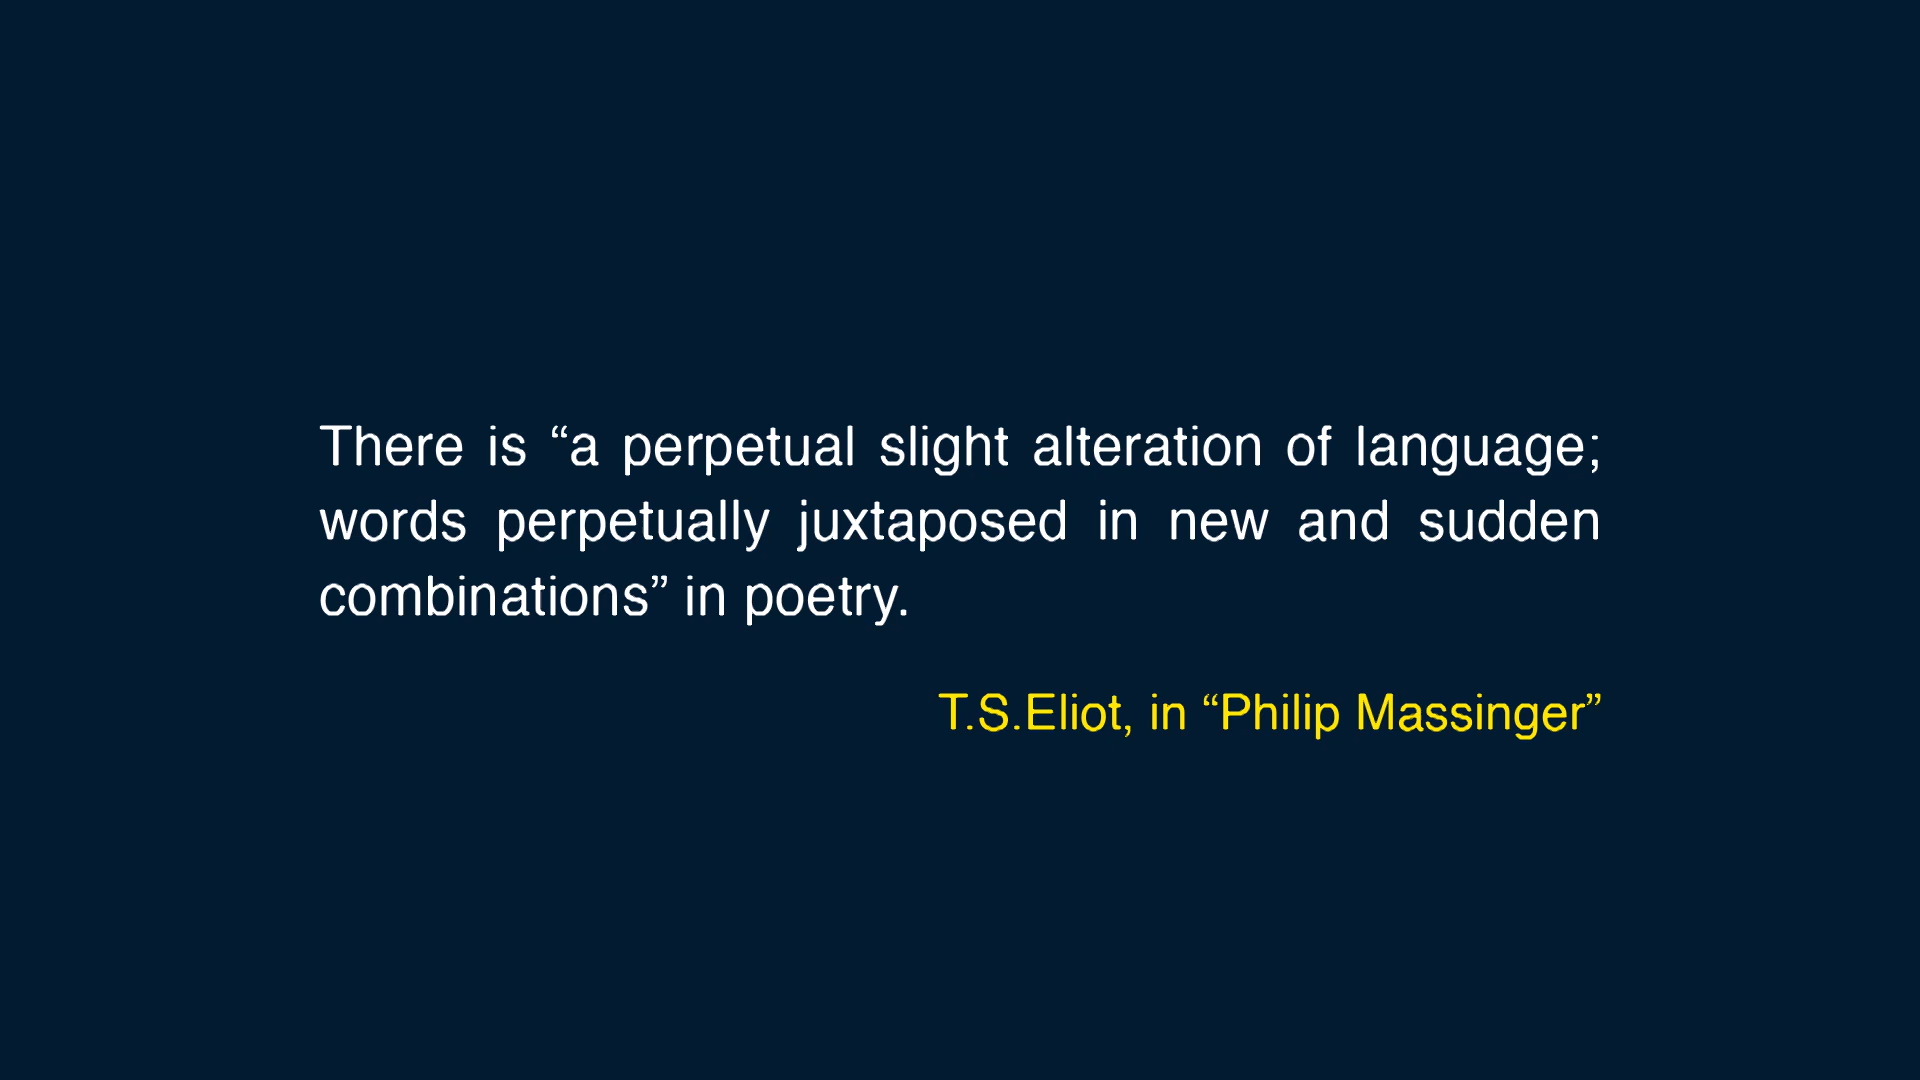 There is “a perpetual slight alteration of language;
words perpetually juxtaposed in new and sudden
combinations” in poetry.
T.S.Eliot, in “Philip Massinger”